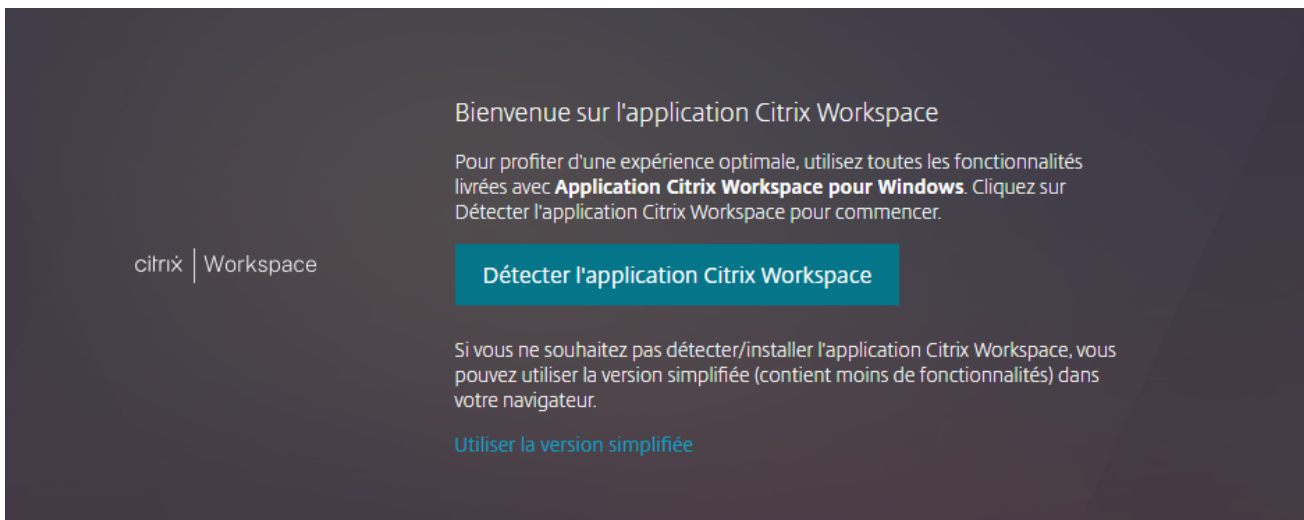 Bienvenue sur l'application Citrix Workspace
Pour profiter d'une expérience optimale, utilisez toutes les fonctionnalités
livrées avec Application Citrix Workspace pour Windows. Cliquez sur
Détecter l'application Citrix Workspace pour commencer.
citrix | Workspace
Détecter l'application Citrix Workspace
Si vous ne souhaitez pas détecter/installer l'application Citrix Workspace, vous
pouvez utiliser la version simplifiée (contient moins de fonctionnalités) dans
votre navigateur.
Utiliser la version simplifiée